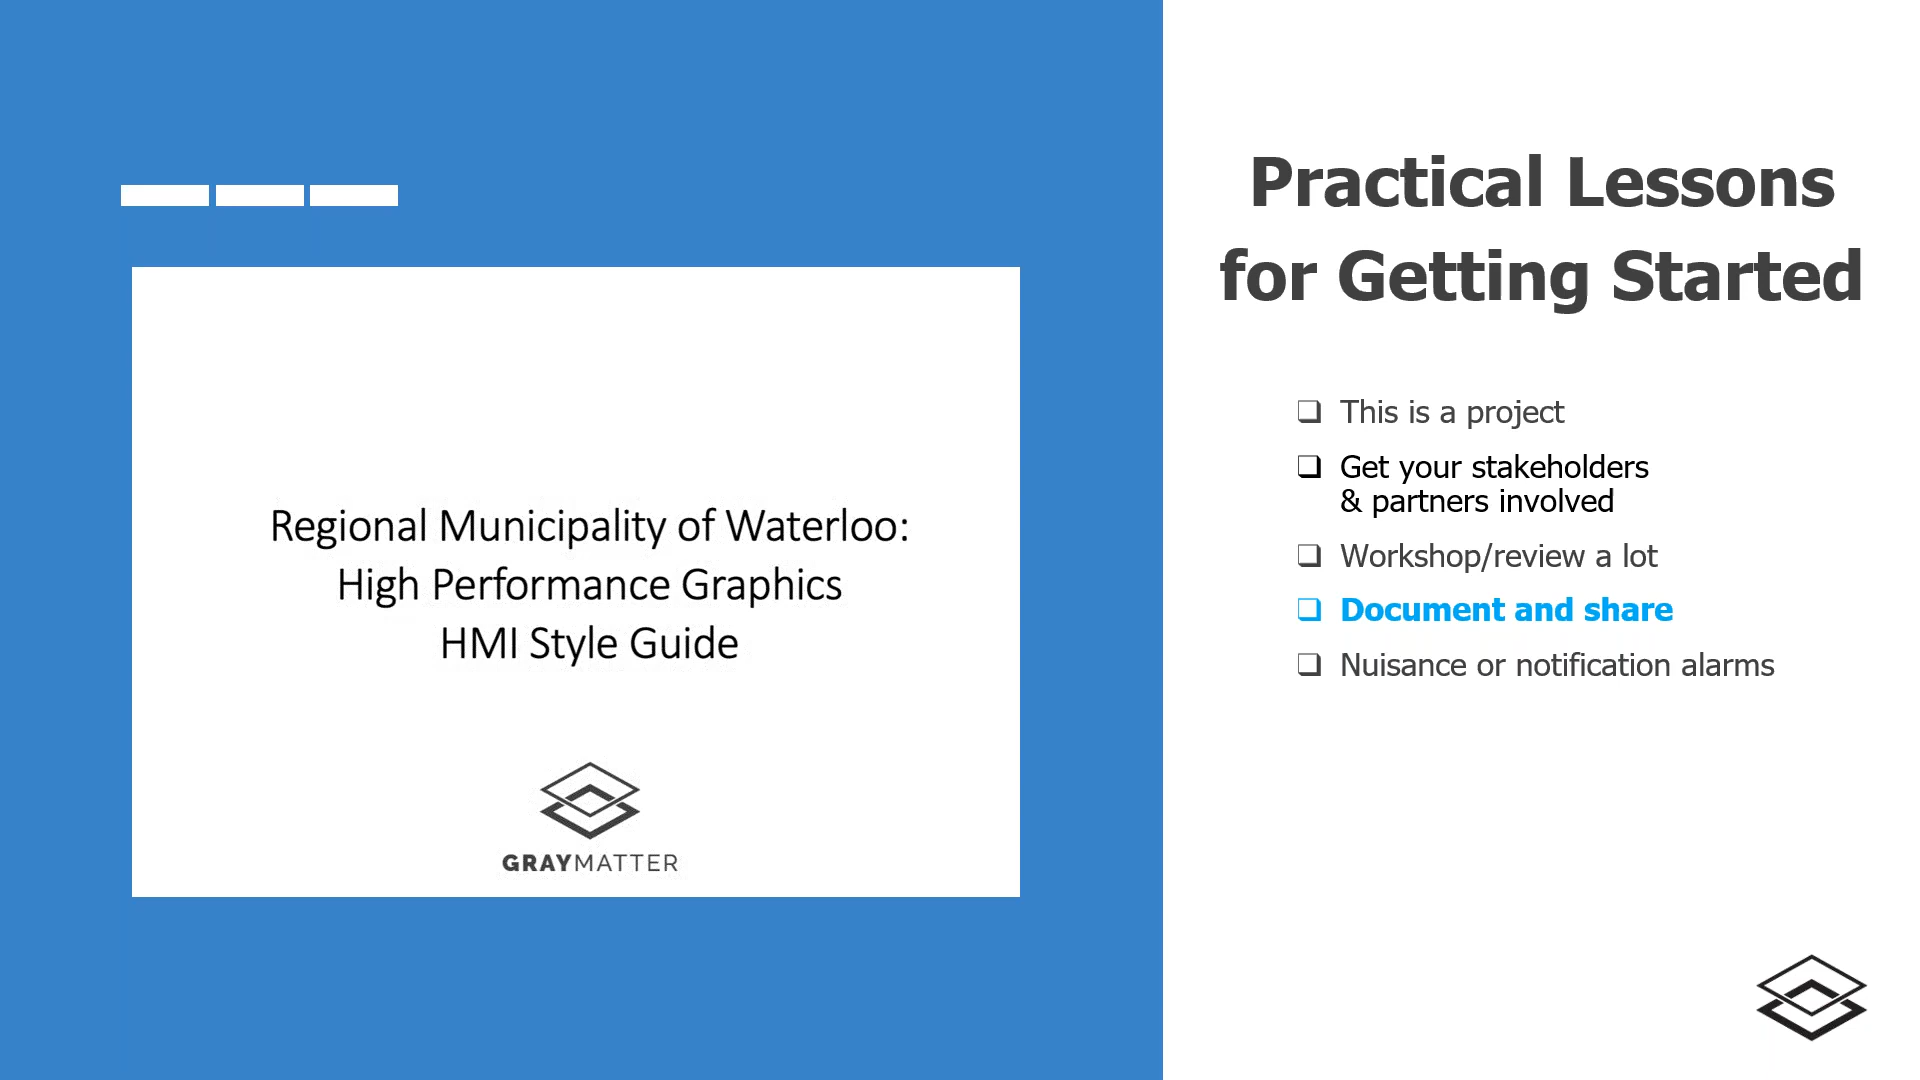 Regional Municipality of Waterloo:
High Performance Graphics
HMI Style Guide
GRAYMATTER
Practical Lessons
for Getting Started
❑ This is a project
❑ Get your stakeholders
& partners involved
❑ Workshop/review a lot
❑ Document and share
❑ Nuisance or notification alarms